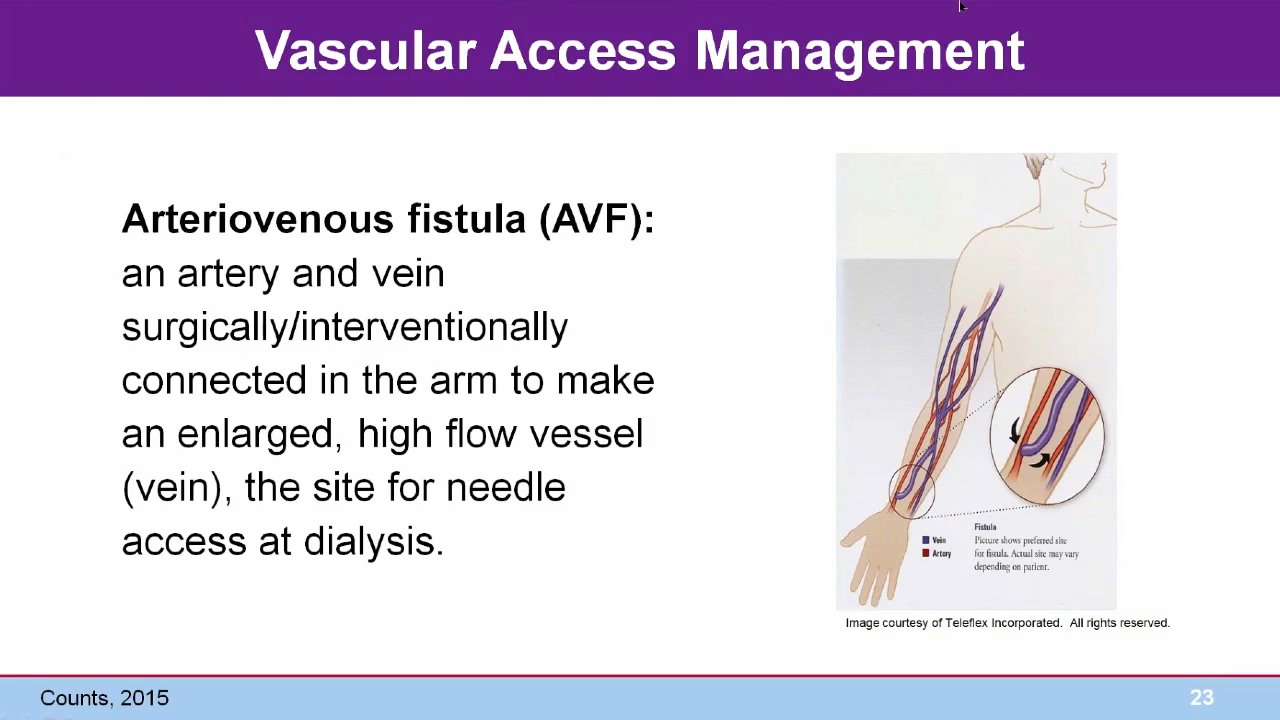 Vascular Access Management
Arteriovenous fistula (AVF):
an artery and vein
surgically/interventionally
connected in the arm to make
an enlarged, high flow vessel
(vein), the site for needle
access at dialysis.
Fistula
Vein
Artery
Picture shows preferred site
for fistula. Actual site may vary
depending on patient.
Image courtesy of Teleflex Incorporated.  All rights reserved.
Counts, 2015
23